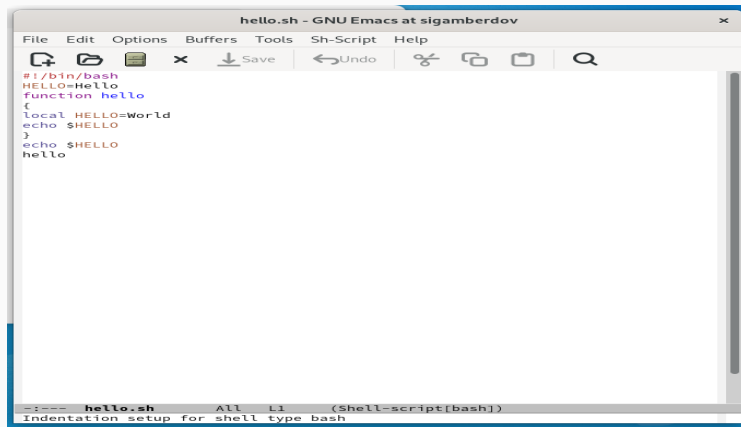 hello.sh - GNU Emacs at sigamberdov
File Edit Options Buffers Tools Sh-Script Help
Save Undo
#!/bin/bash
HELLO=Hello
function hello
{
local HELLO=World
echo $HELLO
}
echo $HELLO
hello
-:--- hello.sh All L1 (Shell-script[bash])
Indentation setup for shell type bash